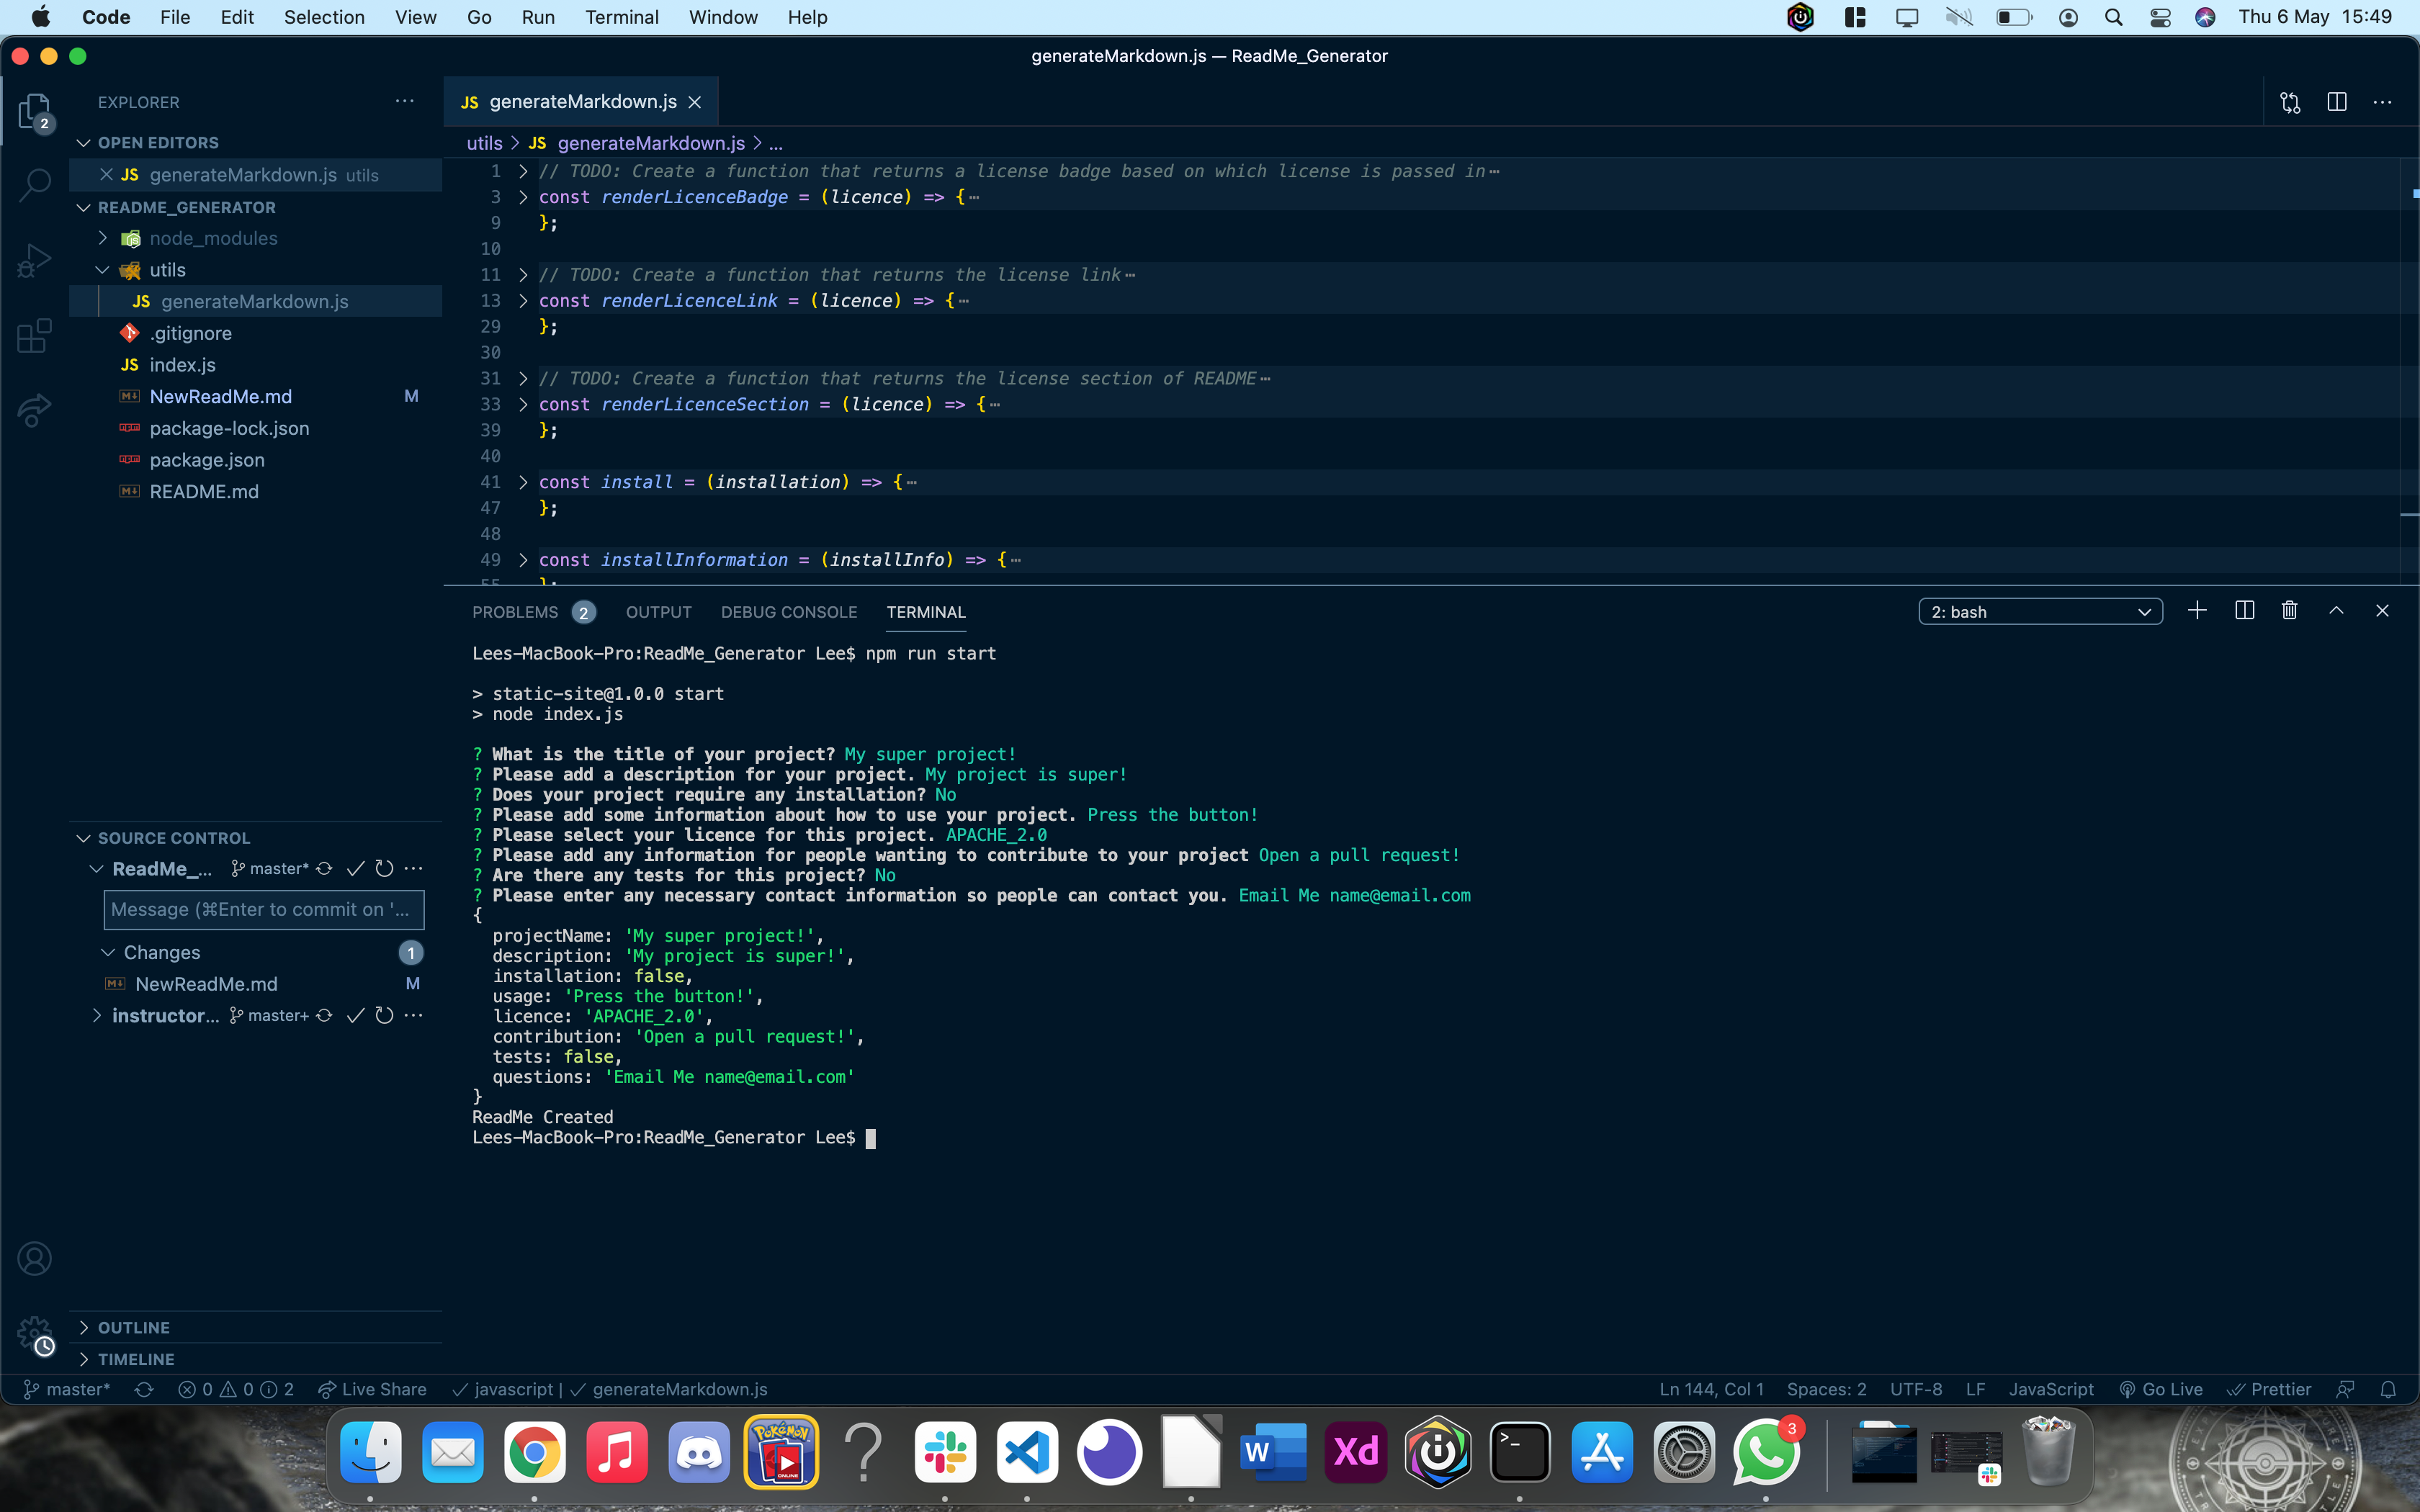 Code File Edit Selection View Go Run Terminal Window Help Thu 6 May 15:49
generateMarkdown.js — ReadMe_Generator
EXPLORER
2
OPEN EDITORS
JS generateMarkdown.js utils
README_GENERATOR
node_modules
utils
JS generateMarkdown.js
.gitignore
JS index.js
NewReadMe.md M
package-lock.json
package.json
README.md
SOURCE CONTROL
ReadMe_... master*
Message (⌘Enter to commit on '...
Changes 1
NewReadMe.md M
instructor... master+
OUTLINE
TIMELINE
JS generateMarkdown.js
utils > JS generateMarkdown.js > ...
1 // TODO: Create a function that returns a license badge based on which license is passed in…
3 const renderLicenceBadge = (licence) => {…
9 };
10
11 // TODO: Create a function that returns the license link…
13 const renderLicenceLink = (licence) => {…
29 };
30
31 // TODO: Create a function that returns the license section of README…
33 const renderLicenceSection = (licence) => {…
39 };
40
41 const install = (installation) => {…
47 };
48
49 const installInformation = (installInfo) => {…
55 };
PROBLEMS 2 OUTPUT DEBUG CONSOLE TERMINAL 2: bash
Lees-MacBook-Pro:ReadMe_Generator Lee$ npm run start
> static-site@1.0.0 start
> node index.js
? What is the title of your project? My super project!
? Please add a description for your project. My project is super!
? Does your project require any installation? No
? Please add some information about how to use your project. Press the button!
? Please select your licence for this project. APACHE_2.0
? Please add any information for people wanting to contribute to your project Open a pull request!
? Are there any tests for this project? No
? Please enter any necessary contact information so people can contact you. Email Me name@email.com
{
projectName: 'My super project!',
description: 'My project is super!',
installation: false,
usage: 'Press the button!',
licence: 'APACHE_2.0',
contribution: 'Open a pull request!',
tests: false,
questions: 'Email Me name@email.com'
}
ReadMe Created
Lees-MacBook-Pro:ReadMe_Generator Lee$
master* 0 0 2 Live Share javascript | generateMarkdown.js Ln 144, Col 1 Spaces: 2 UTF-8 LF JavaScript Go Live Prettier
POKéMON
ONLINE
?
W
Xd
>_
3